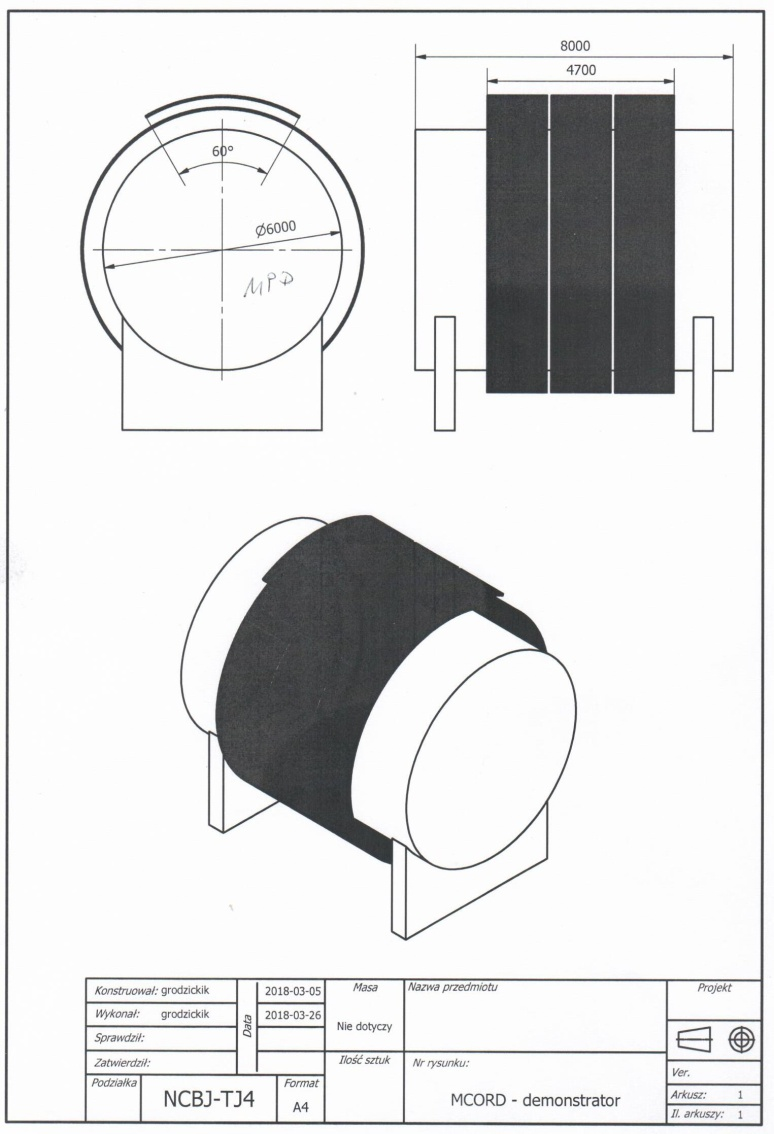 8000
4700
60°
Ø6000
MPD
Konstruował: grodzickik
2018-03-05
Masa
Nazwa przedmiotu
Projekt
Wykonał: grodzickik
Data
2018-03-26
Nie dotyczy
Sprawdził:
Zatwierdził:
Ilość sztuk
Nr rysunku:
Ver.
Podziałka
NCBJ-TJ4
Format
A4
MCORD - demonstrator
Arkusz: 1
Il. arkuszy: 1